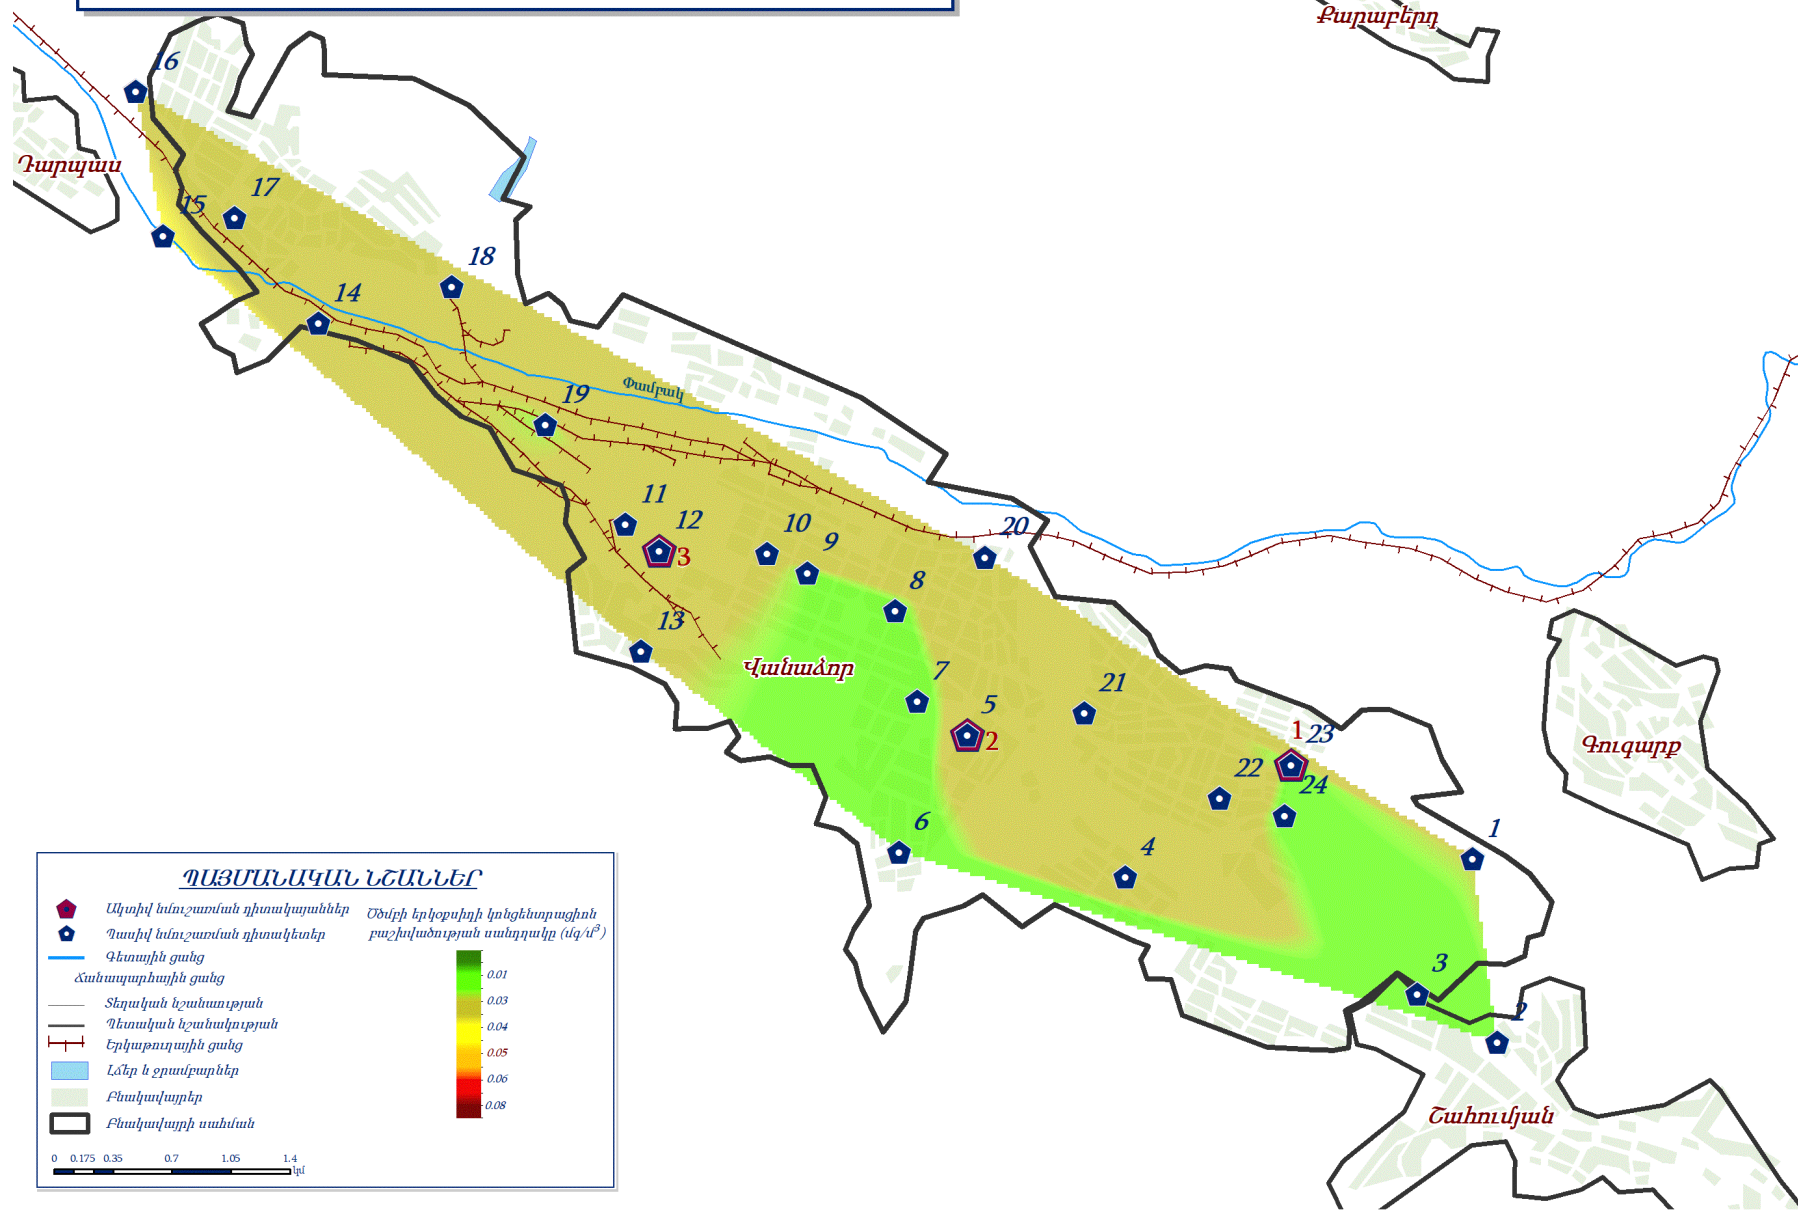 Քարաբերդ
16
Դարպաս
17
15
18
14
Փամբակ
19
11
12
10
20
9
3
8
13
Վանաձոր
7
21
5
2
1 23
Գուգարք
22
24
6
1
4
3
2
Շահումյան
ՊԱՅՄԱՆԱԿԱՆ ՆՇԱՆՆԵՐ
Ակտիվ նմուշառման դիտակայաններ
Պասիվ նմուշառման դիտակետեր
Գետային ցանց
Ճանապարհային ցանց
Տեղական նշանաության
Պետական նշանակության
Երկաթուղային ցանց
Լճեր և ջրամբարներ
Բնակավայրեր
Բնակավայրի սահման
Ծծմբի երկօքսիդի կոնցենտրացիոն
բաշխվածության սանդղակը (մգ/մ³)
0.01
0.03
0.04
0.05
0.06
0.08
0 0.175 0.35 0.7 1.05 1.4
կմ